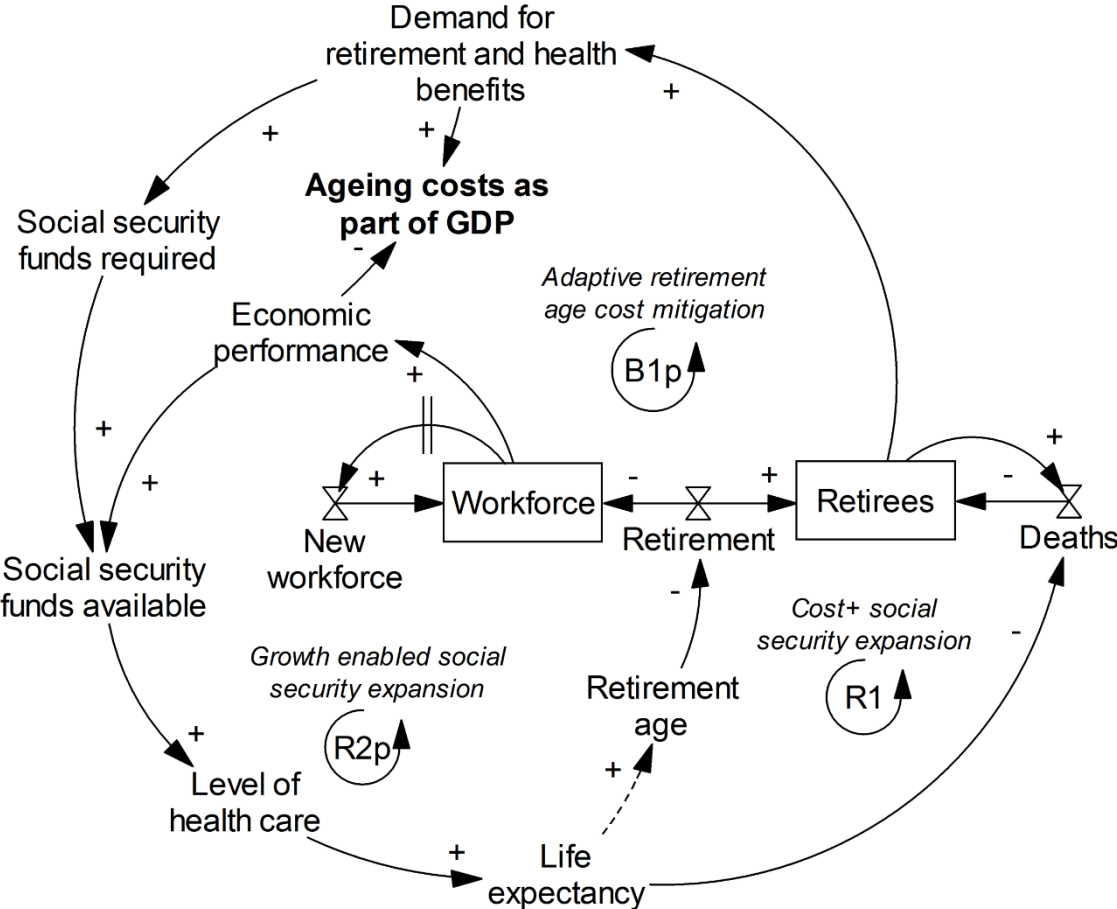 Demand for
retirement and health
benefits
+
+
+
Ageing costs as
part of GDP
-
Social security
funds required
Adaptive retirement
age cost mitigation
B1p
Economic
performance
+
+
+
+
Workforce
-
+
Retirees
-
+
New
workforce
Retirement
Deaths
Social security
funds available
-
-
Cost+ social
security expansion
R1
Growth enabled social
security expansion
R2p
Retirement
age
+
+
Level of
health care
+
Life
expectancy